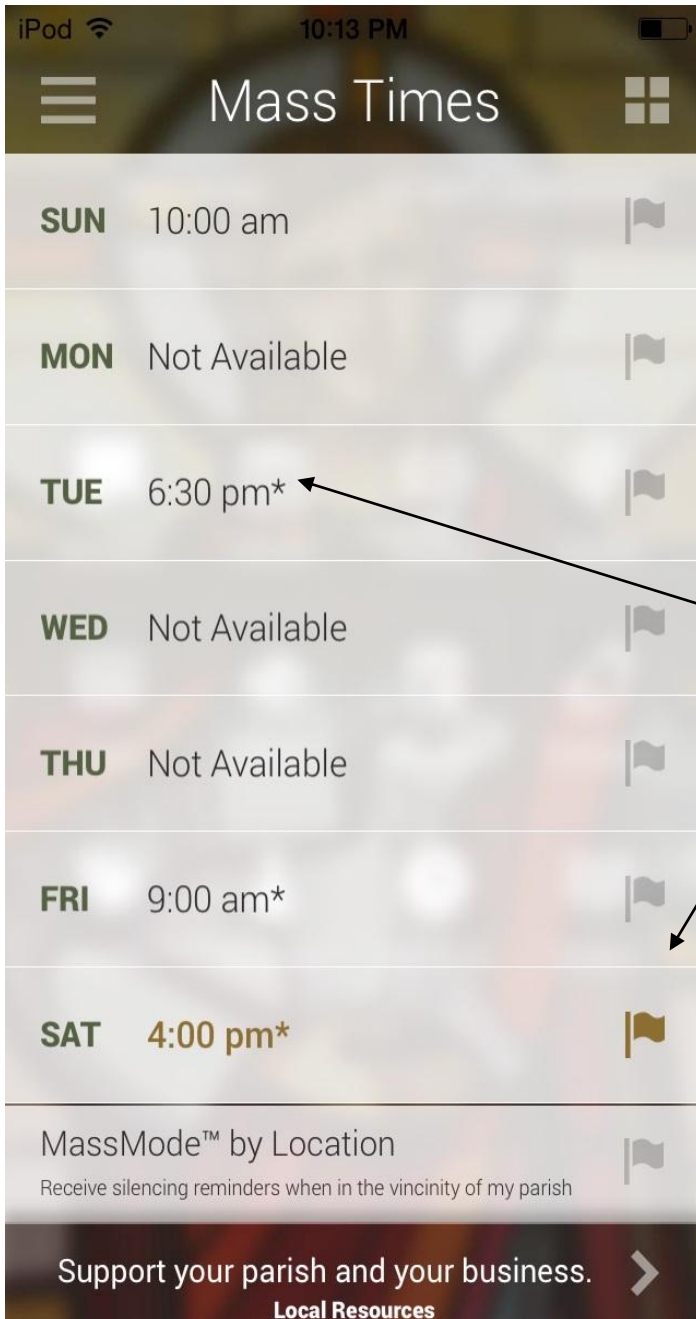 iPod 10:13 PM
Mass Times
SUN 10:00 am
MON Not Available
TUE 6:30 pm*
WED Not Available
THU Not Available
FRI 9:00 am*
SAT 4:00 pm*
MassMode™ by Location
Receive silencing reminders when in the vincinity of my parish
Support your parish and your business.
Local Resources